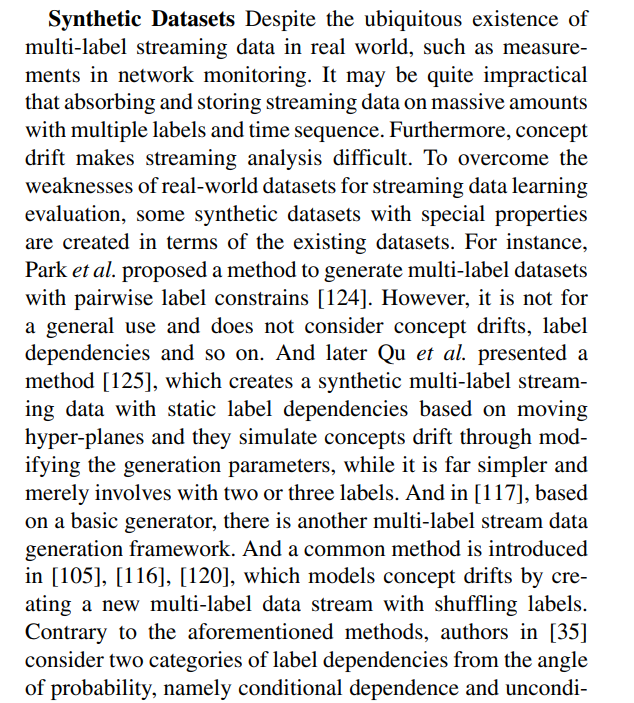 Synthetic Datasets Despite the ubiquitous existence of
multi-label streaming data in real world, such as measure-
ments in network monitoring. It may be quite impractical
that absorbing and storing streaming data on massive amounts
with multiple labels and time sequence. Furthermore, concept
drift makes streaming analysis difficult. To overcome the
weaknesses of real-world datasets for streaming data learning
evaluation, some synthetic datasets with special properties
are created in terms of the existing datasets. For instance,
Park et al. proposed a method to generate multi-label datasets
with pairwise label constrains [124]. However, it is not for
a general use and does not consider concept drifts, label
dependencies and so on. And later Qu et al. presented a
method [125], which creates a synthetic multi-label stream-
ing data with static label dependencies based on moving
hyper-planes and they simulate concepts drift through mod-
ifying the generation parameters, while it is far simpler and
merely involves with two or three labels. And in [117], based
on a basic generator, there is another multi-label stream data
generation framework. And a common method is introduced
in [105], [116], [120], which models concept drifts by cre-
ating a new multi-label data stream with shuffling labels.
Contrary to the aforementioned methods, authors in [35]
consider two categories of label dependencies from the angle
of probability, namely conditional dependence and uncondi-